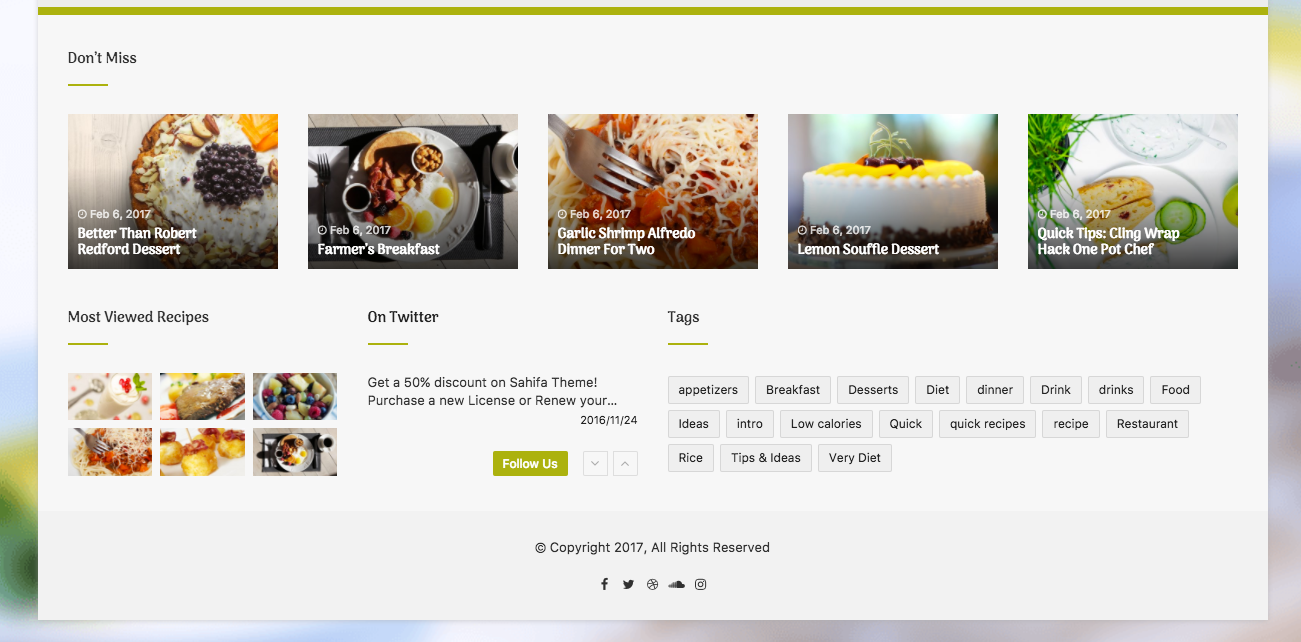 Don’t Miss
Feb 6, 2017
Better Than Robert
Redford Dessert
Feb 6, 2017
Farmer’s Breakfast
Feb 6, 2017
Garlic Shrimp Alfredo
Dinner For Two
Feb 6, 2017
Lemon Souffle Dessert
Feb 6, 2017
Quick Tips: Cling Wrap
Hack One Pot Chef
Most Viewed Recipes
On Twitter
Get a 50% discount on Sahifa Theme!
Purchase a new License or Renew your...
2016/11/24
Follow Us
Tags
appetizers Breakfast Desserts Diet dinner Drink drinks Food
Ideas intro Low calories Quick quick recipes recipe Restaurant
Rice Tips & Ideas Very Diet
© Copyright 2017, All Rights Reserved